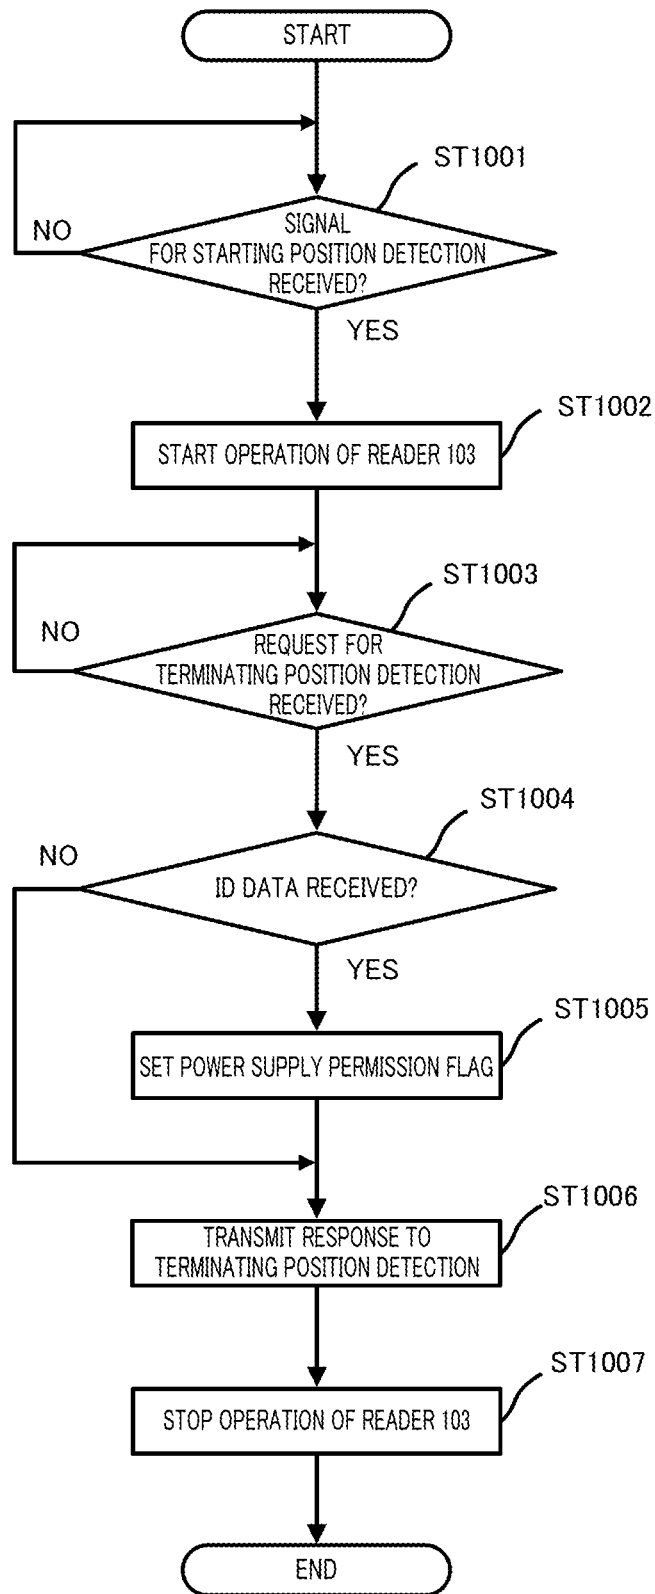 START
ST1001
NO
SIGNAL
FOR STARTING POSITION DETECTION
RECEIVED?
YES
ST1002
START OPERATION OF READER 103
ST1003
NO
REQUEST FOR
TERMINATING POSITION DETECTION
RECEIVED?
YES
ST1004
NO
ID DATA RECEIVED?
YES
ST1005
SET POWER SUPPLY PERMISSION FLAG
ST1006
TRANSMIT RESPONSE TO
TERMINATING POSITION DETECTION
ST1007
STOP OPERATION OF READER 103
END